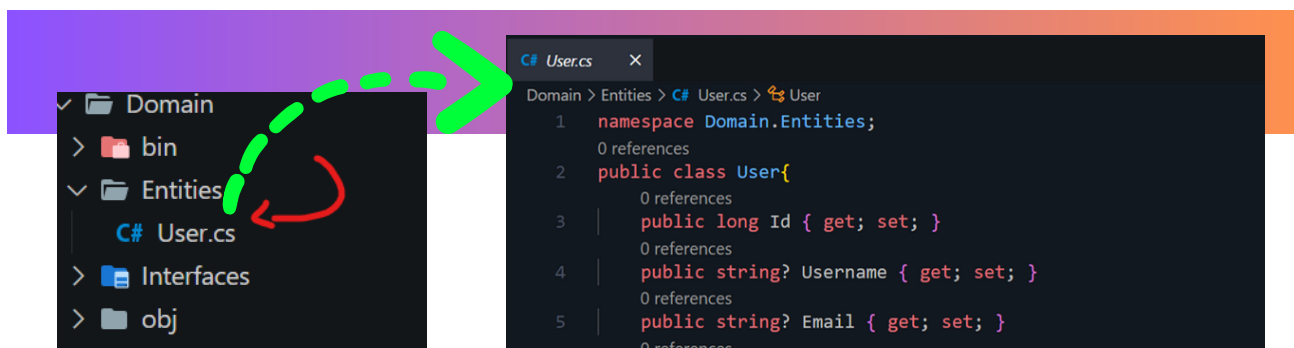 Domain
bin
Entities
C# User.cs
Interfaces
obj
C# User.cs ×
Domain > Entities > C# User.cs > User
1 namespace Domain.Entities;
0 references
2 public class User{
0 references
3 public long Id { get; set; }
0 references
4 public string? Username { get; set; }
0 references
5 public string? Email { get; set; }
0 references